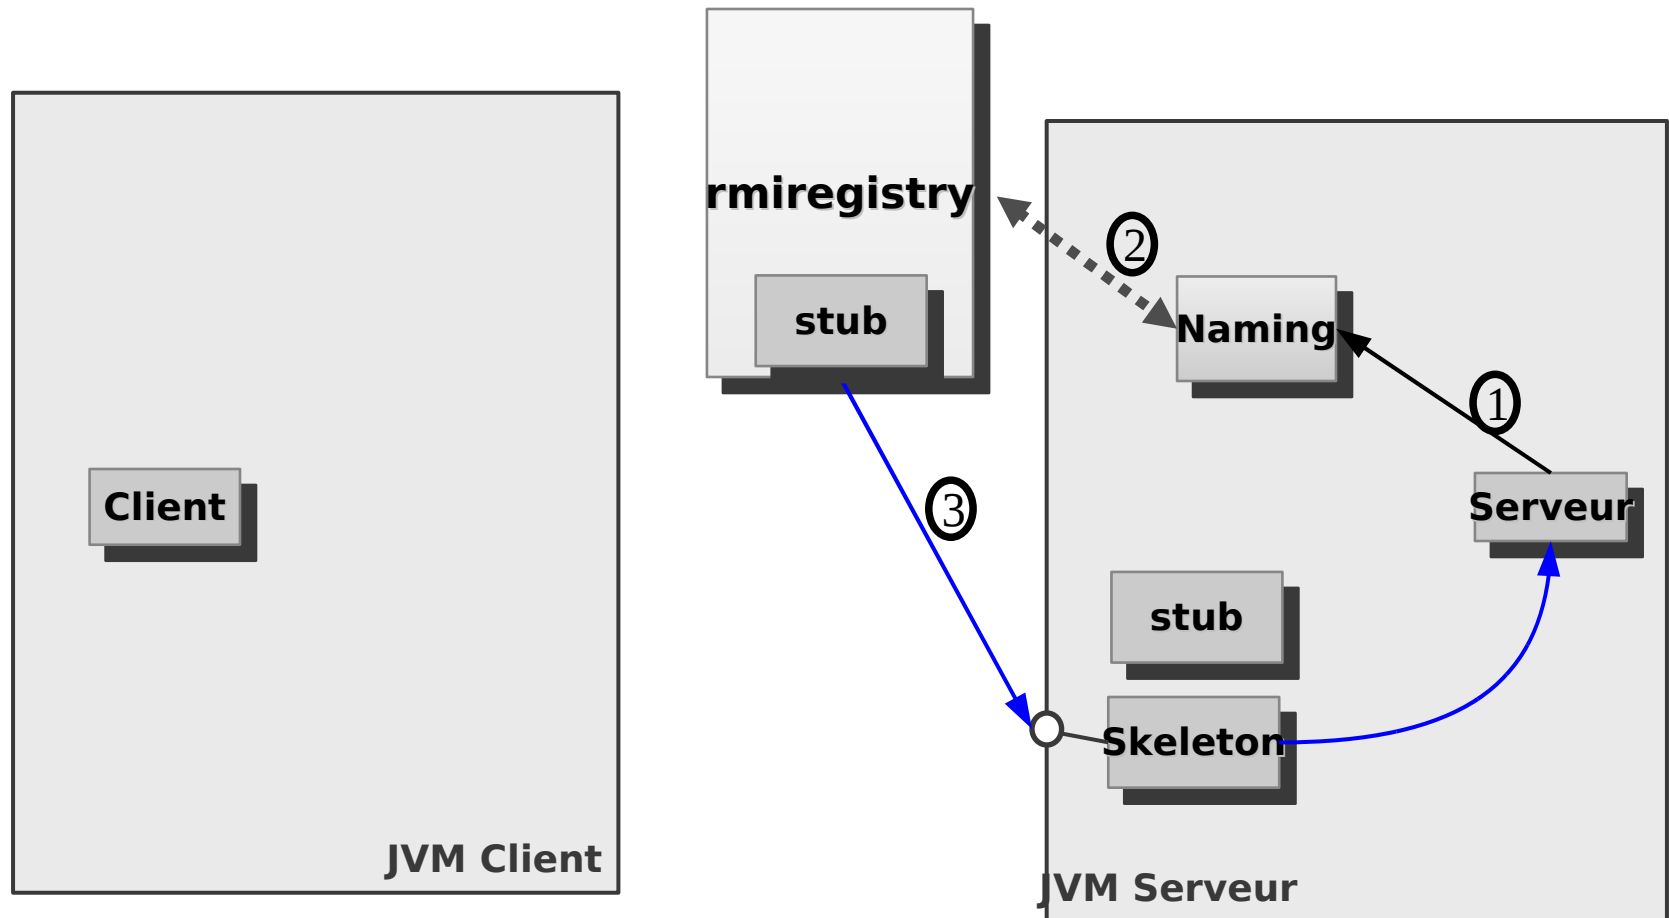 rmiregistry
2
stub
Naming
1
Client
3
Serveur
stub
Skeleton
JVM Client
JVM Serveur